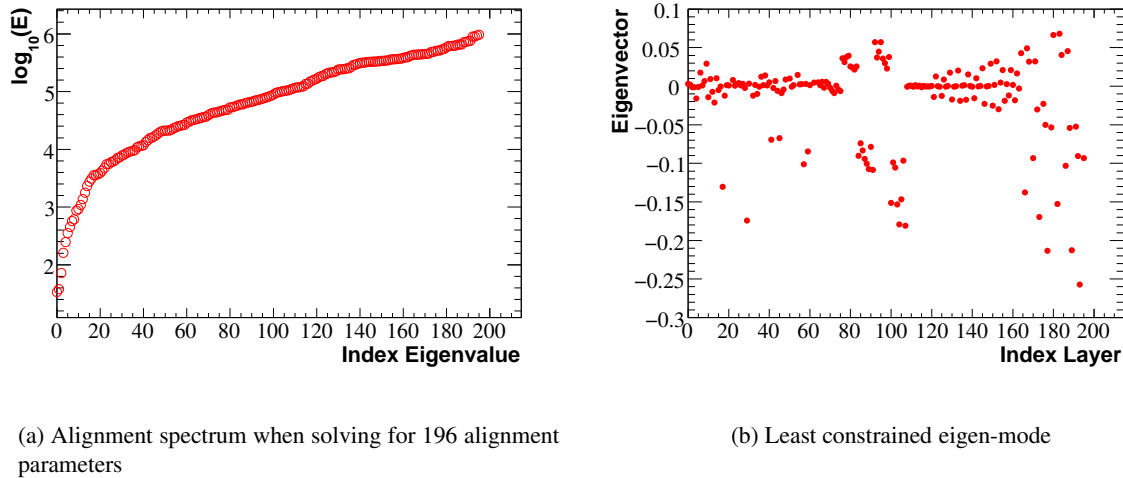 log10(E)
6
5
4
3
2
0 20 40 60 80 100 120 140 160 180 200
Index Eigenvalue
Eigenvector
0.1
0.05
0
−0.05
−0.1
−0.15
−0.2
−0.25
−0.3
0 20 40 60 80 100 120 140 160 180 200
Index Layer
(a) Alignment spectrum when solving for 196 alignment
parameters
(b) Least constrained eigen-mode